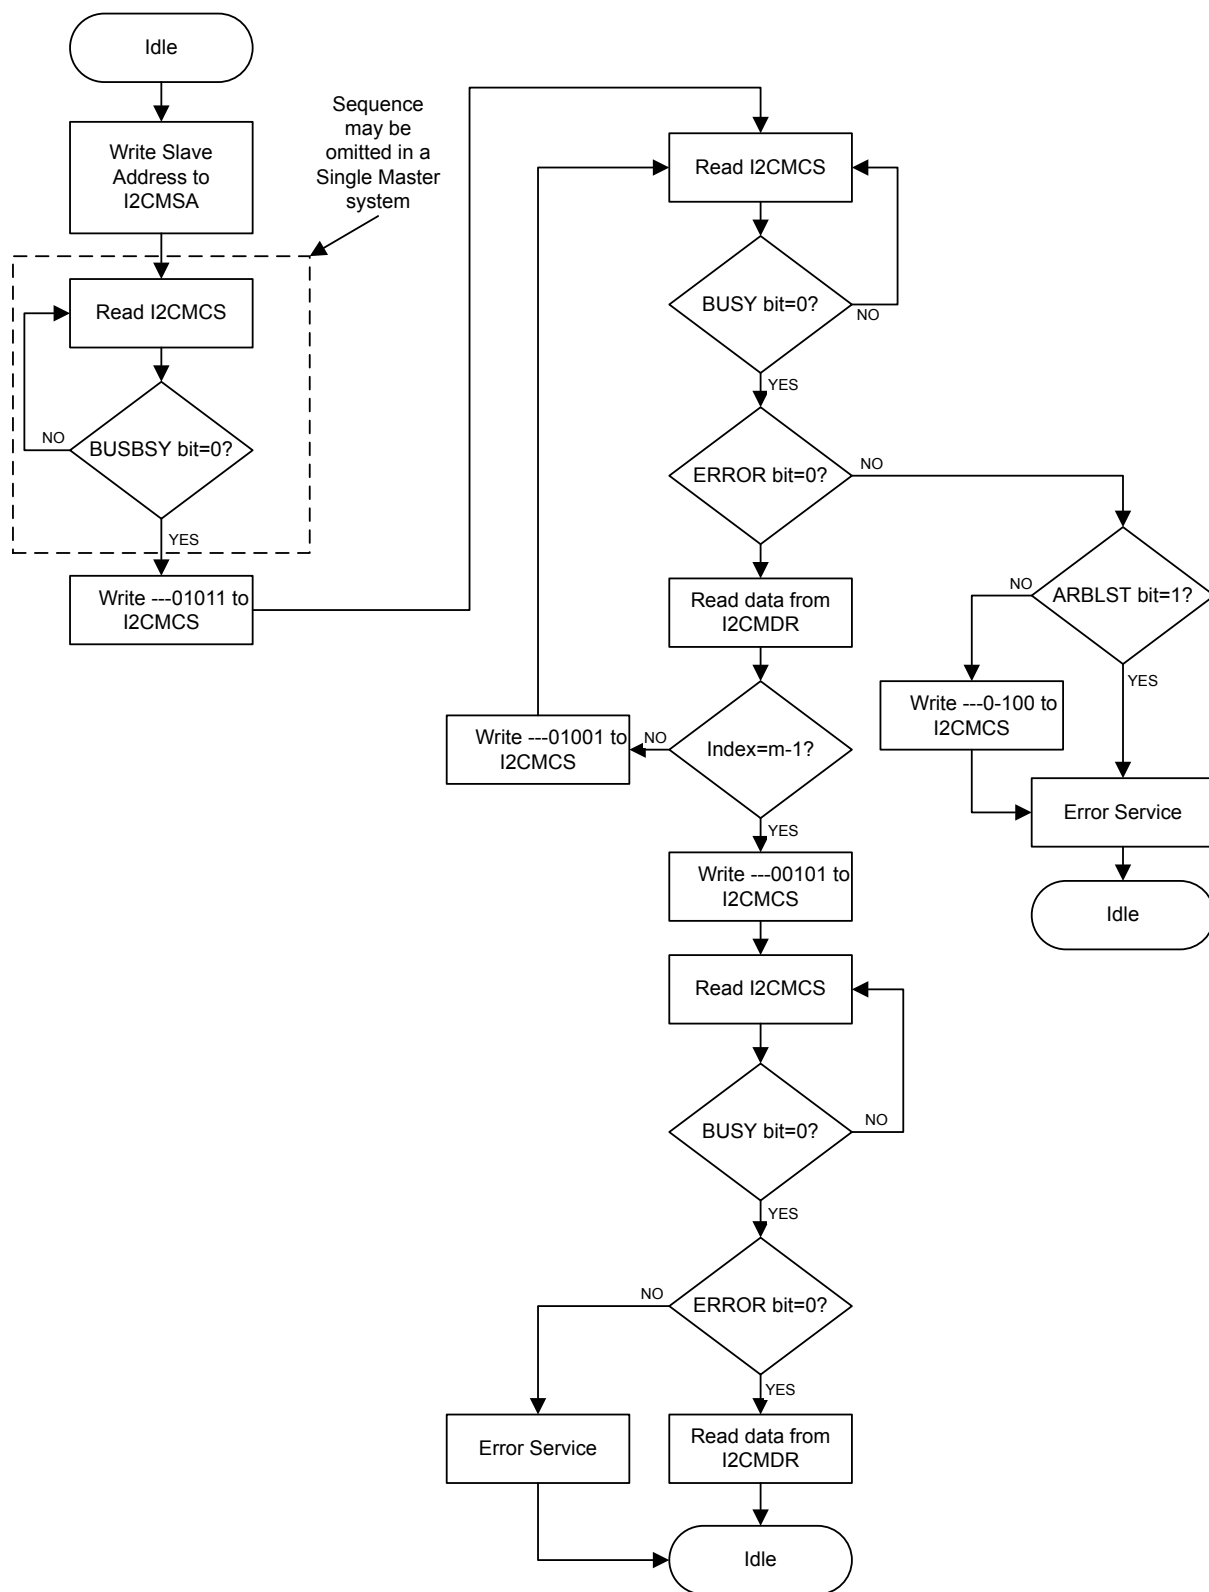 Idle
Write Slave
Address to
I2CMSA
Sequence
may be
omitted in a
Single Master
system
Read I2CMCS
BUSBSY bit=0?
NO
YES
Write ---01011 to
I2CMCS
Read I2CMCS
BUSY bit=0?
NO
YES
ERROR bit=0?
NO
Read data from
I2CMDR
ARBLST bit=1?
NO
YES
Write ---0-100 to
I2CMCS
Error Service
Idle
Index=m-1?
NO
Write ---01001 to
I2CMCS
YES
Write ---00101 to
I2CMCS
Read I2CMCS
BUSY bit=0?
NO
YES
ERROR bit=0?
NO
YES
Error Service
Read data from
I2CMDR
Idle